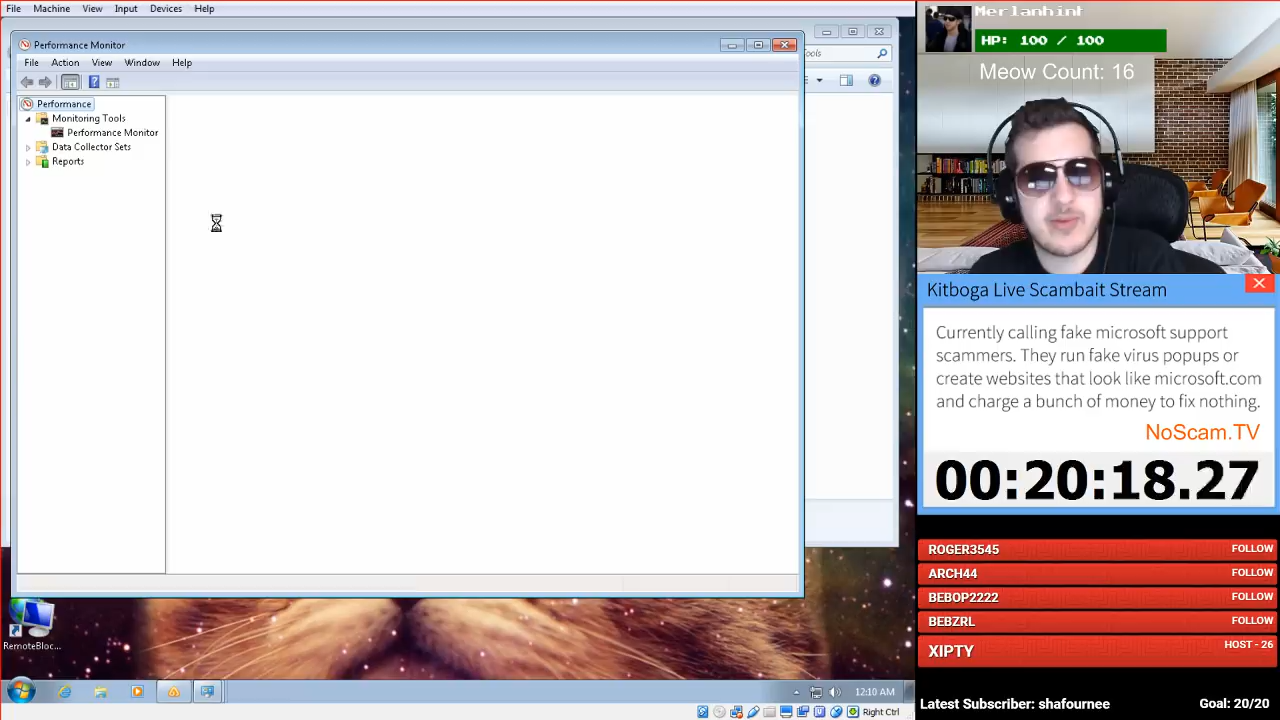 File Machine View Input Devices Help
Performance Monitor
File Action View Window Help
Tools
Performance
Monitoring Tools
Performance Monitor
Data Collector Sets
Reports
RemoteBloc...
12:10 AM
Right Ctrl
Merlanhint
HP: 100 / 100
Meow Count: 16
Kitboga Live Scambait Stream
Currently calling fake microsoft support
scammers. They run fake virus popups or
create websites that look like microsoft.com
and charge a bunch of money to fix nothing.
NoScam.TV
00:20:18.27
ROGER3545 FOLLOW
ARCH44 FOLLOW
BEBOP2222 FOLLOW
BEBZRL FOLLOW
XIPTY HOST - 26
Latest Subscriber: shafournee Goal: 20/20